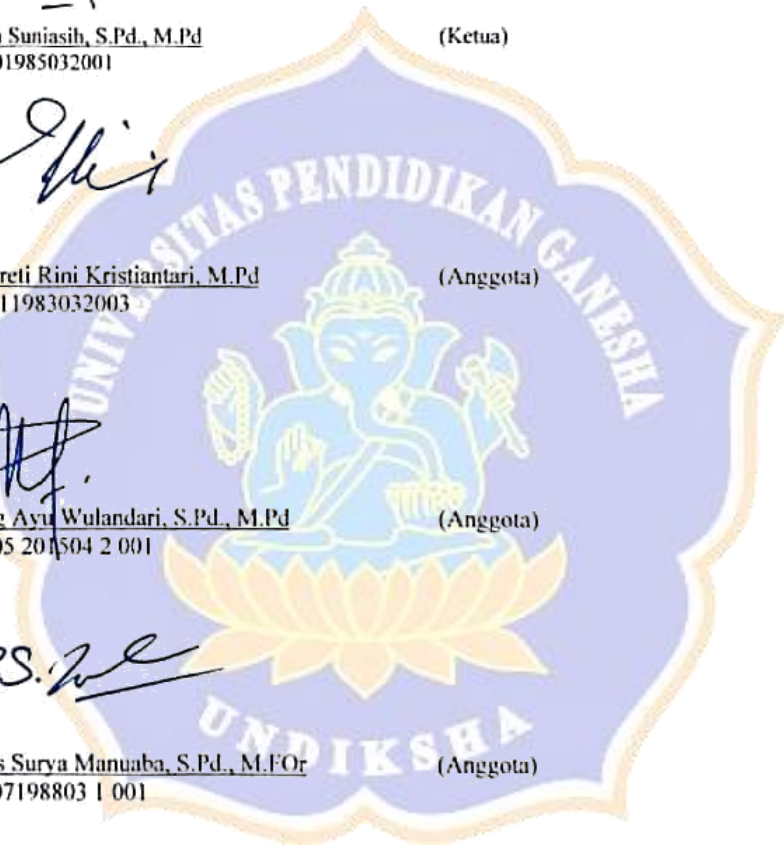 Suniasih, S.Pd., M.Pd (Ketua)
1985032001
UNIVERSITAS PENDIDIKAN GANESHA
reti Rini Kristiantari, M.Pd (Anggota)
11983032003
g Ayu Wulandari, S.Pd., M.Pd (Anggota)
05 201504 2 001
UNDIKSHA
s Surya Manuaba, S.Pd., M.FOr (Anggota)
07198803 1 001